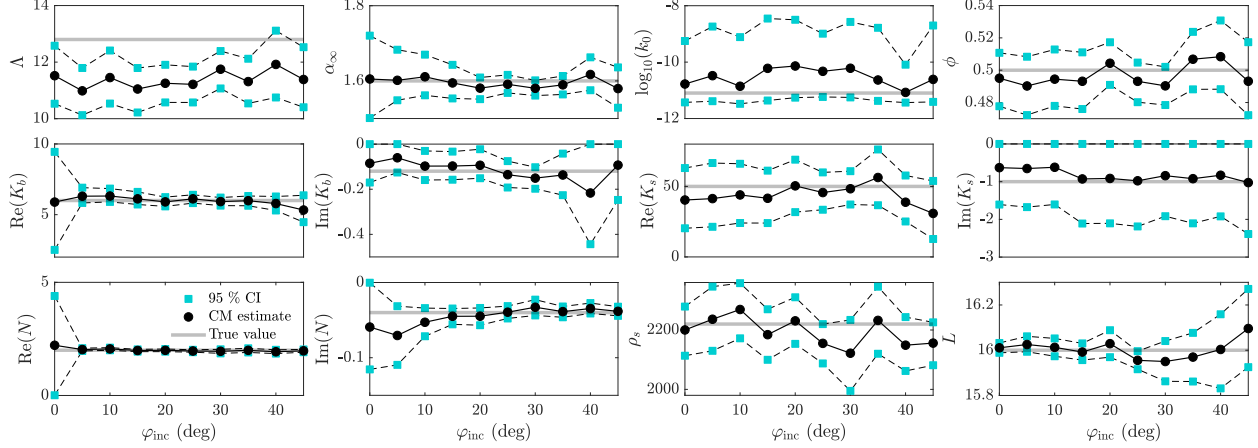 Λ
12
10
α∞
1.8
1.6
log10(k0)
-8
-10
-12
ϕ
0.54
0.52
0.5
0.48
Re(Kb)
10
5
0
Im(Kb)
0
-0.2
-0.4
Re(Ks)
50
0
Im(Ks)
0
-1
-2
-3
Re(N)
5
0
95 % CI
CM estimate
True value
Im(N)
0
-0.1
ρs
2200
2000
L
16.2
16
15.8
0 10 20 30 40
0 10 20 30 40
0 10 20 30 40
0 10 20 30 40
φinc (deg)
φinc (deg)
φinc (deg)
φinc (deg)